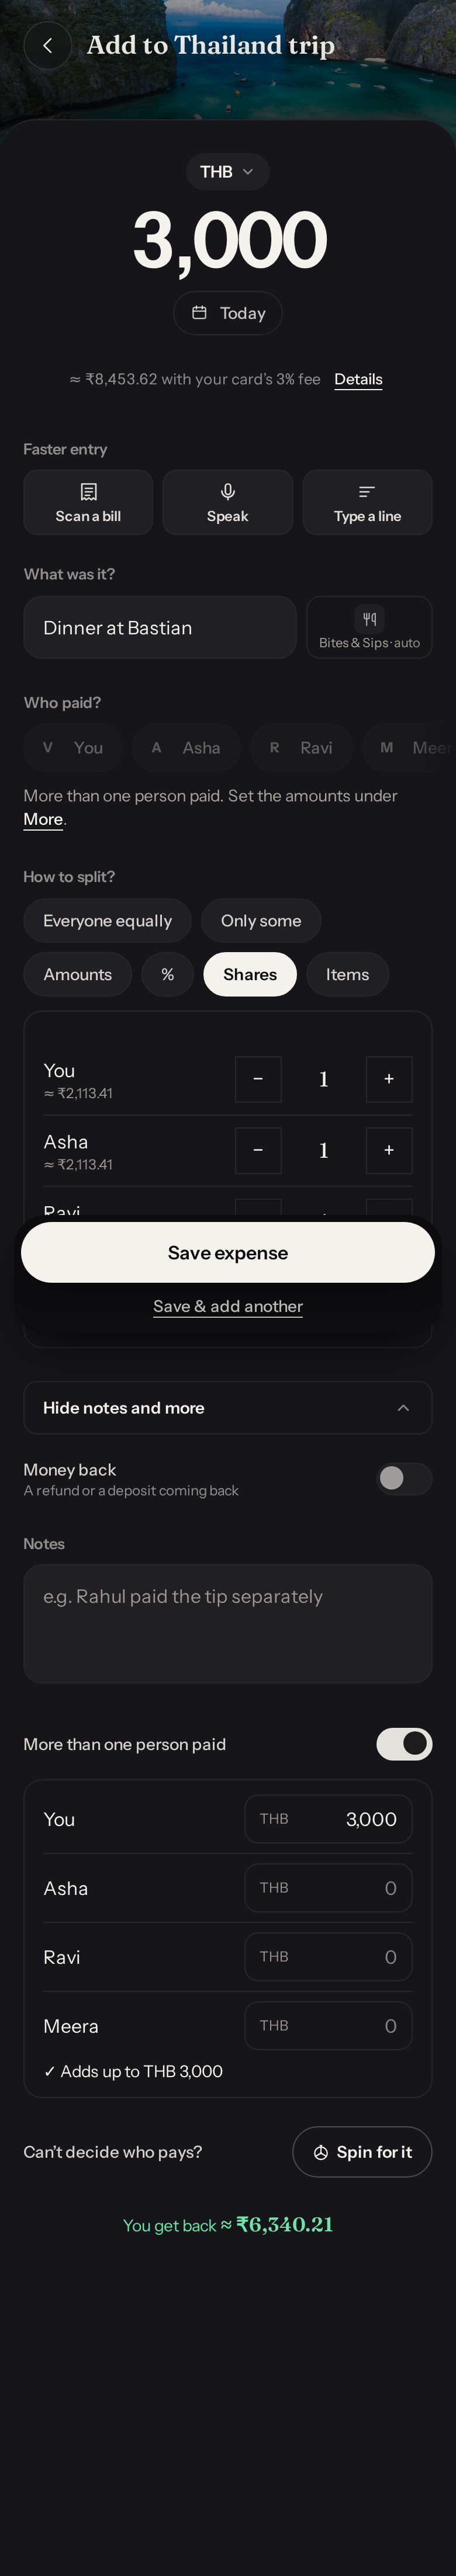 Add to Thailand trip
THB
3,000
Today
≈ ₹8,453.62 with your card's 3% fee Details
Faster entry
Scan a bill Speak Type a line
What was it?
Dinner at Bastian
Bites & Sips · auto
Who paid?
V You A Asha R Ravi M Meer
More than one person paid. Set the amounts under
More.
How to split?
Everyone equally Only some
Amounts % Shares Items
You
≈ ₹2,113.41
− 1 +
Asha
≈ ₹2,113.41
− 1 +
Ravi
Save expense
Save & add another
Hide notes and more
Money back
A refund or a deposit coming back
Notes
e.g. Rahul paid the tip separately
More than one person paid
You THB 3,000
Asha THB 0
Ravi THB 0
Meera THB 0
✓ Adds up to THB 3,000
Can't decide who pays? Spin for it
You get back ≈ ₹6,340.21